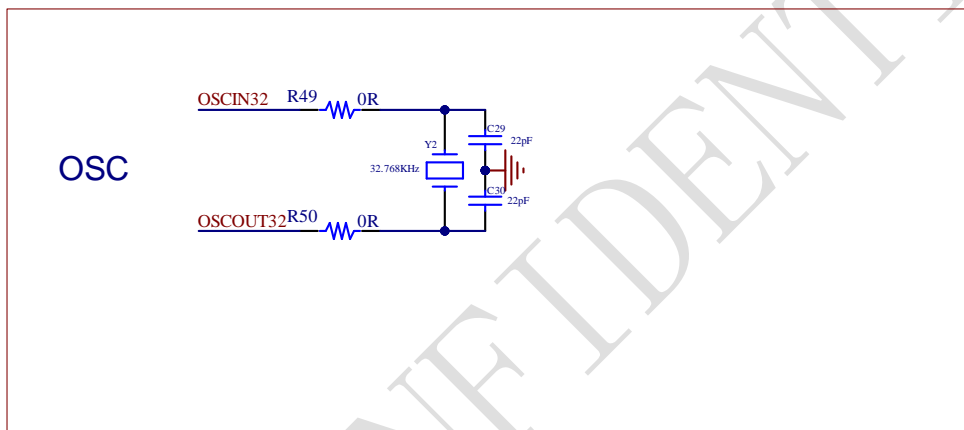 OSCIN32 R49 0R
C29
22pF
Y2
32.768KHz
OSC
C30
22pF
OSCOUT32 R50 0R